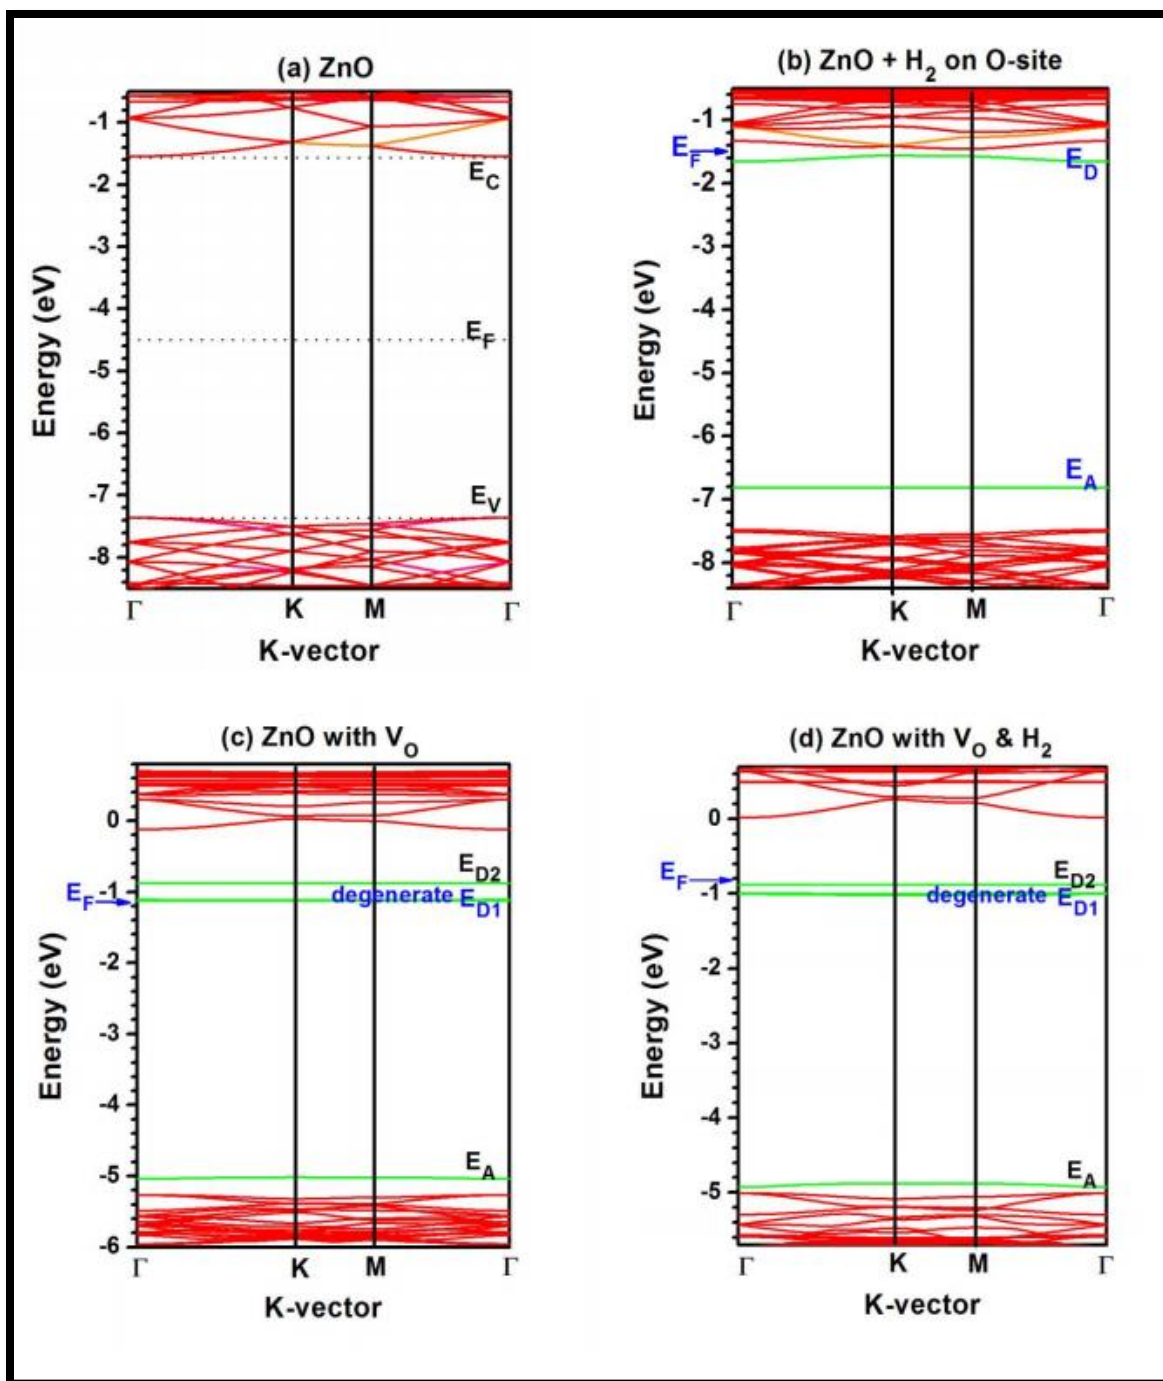 (a) ZnO
-1
-2
-3
-4
-5
-6
-7
-8
E_C
E_F
E_V
Energy (eV)
Γ K M Γ
K-vector
(b) ZnO + H₂ on O-site
-1
-2
-3
-4
-5
-6
-7
-8
E_F
E_D
E_A
Energy (eV)
Γ K M Γ
K-vector
(c) ZnO with V_O
0
-1
-2
-3
-4
-5
-6
E_D2
E_F
degenerate E_D1
E_A
Energy (eV)
Γ K M Γ
K-vector
(d) ZnO with V_O & H₂
0
-1
-2
-3
-4
-5
E_F
E_D2
degenerate E_D1
E_A
Energy (eV)
Γ K M Γ
K-vector